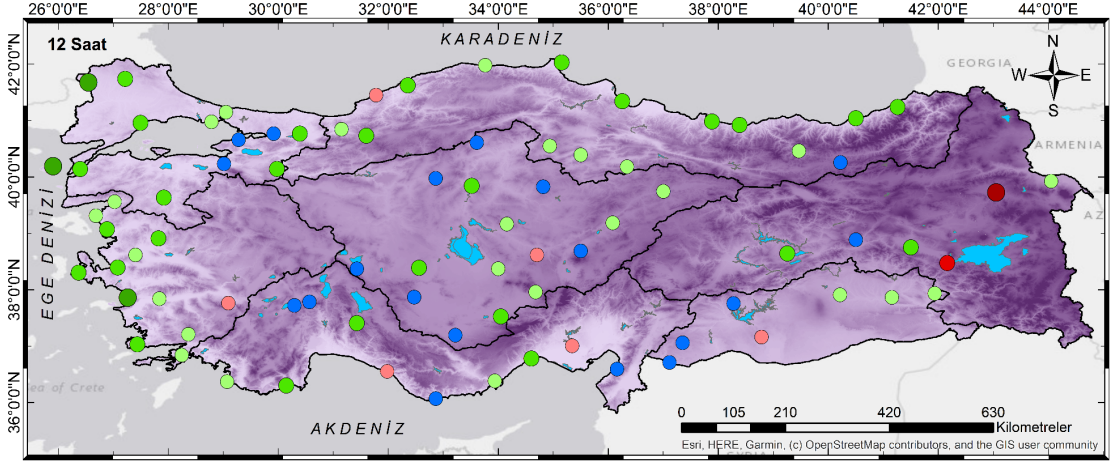 26°0'0"E 28°0'0"E 30°0'0"E 32°0'0"E 34°0'0"E 36°0'0"E 38°0'0"E 40°0'0"E 42°0'0"E 44°0'0"E
12 Saat
KARADENİZ
N
GEORGIA
W E
S
42°0'0"N
ARMENIA
40°0'0"N
AZ
EGE DENİZİ
38°0'0"N
Sea of Crete
36°0'0"N
AKDENİZ
0 105 210 420 630
Kilometreler
Esri, HERE, Garmin, (c) OpenStreetMap contributors, and the GIS user community
SYRIA